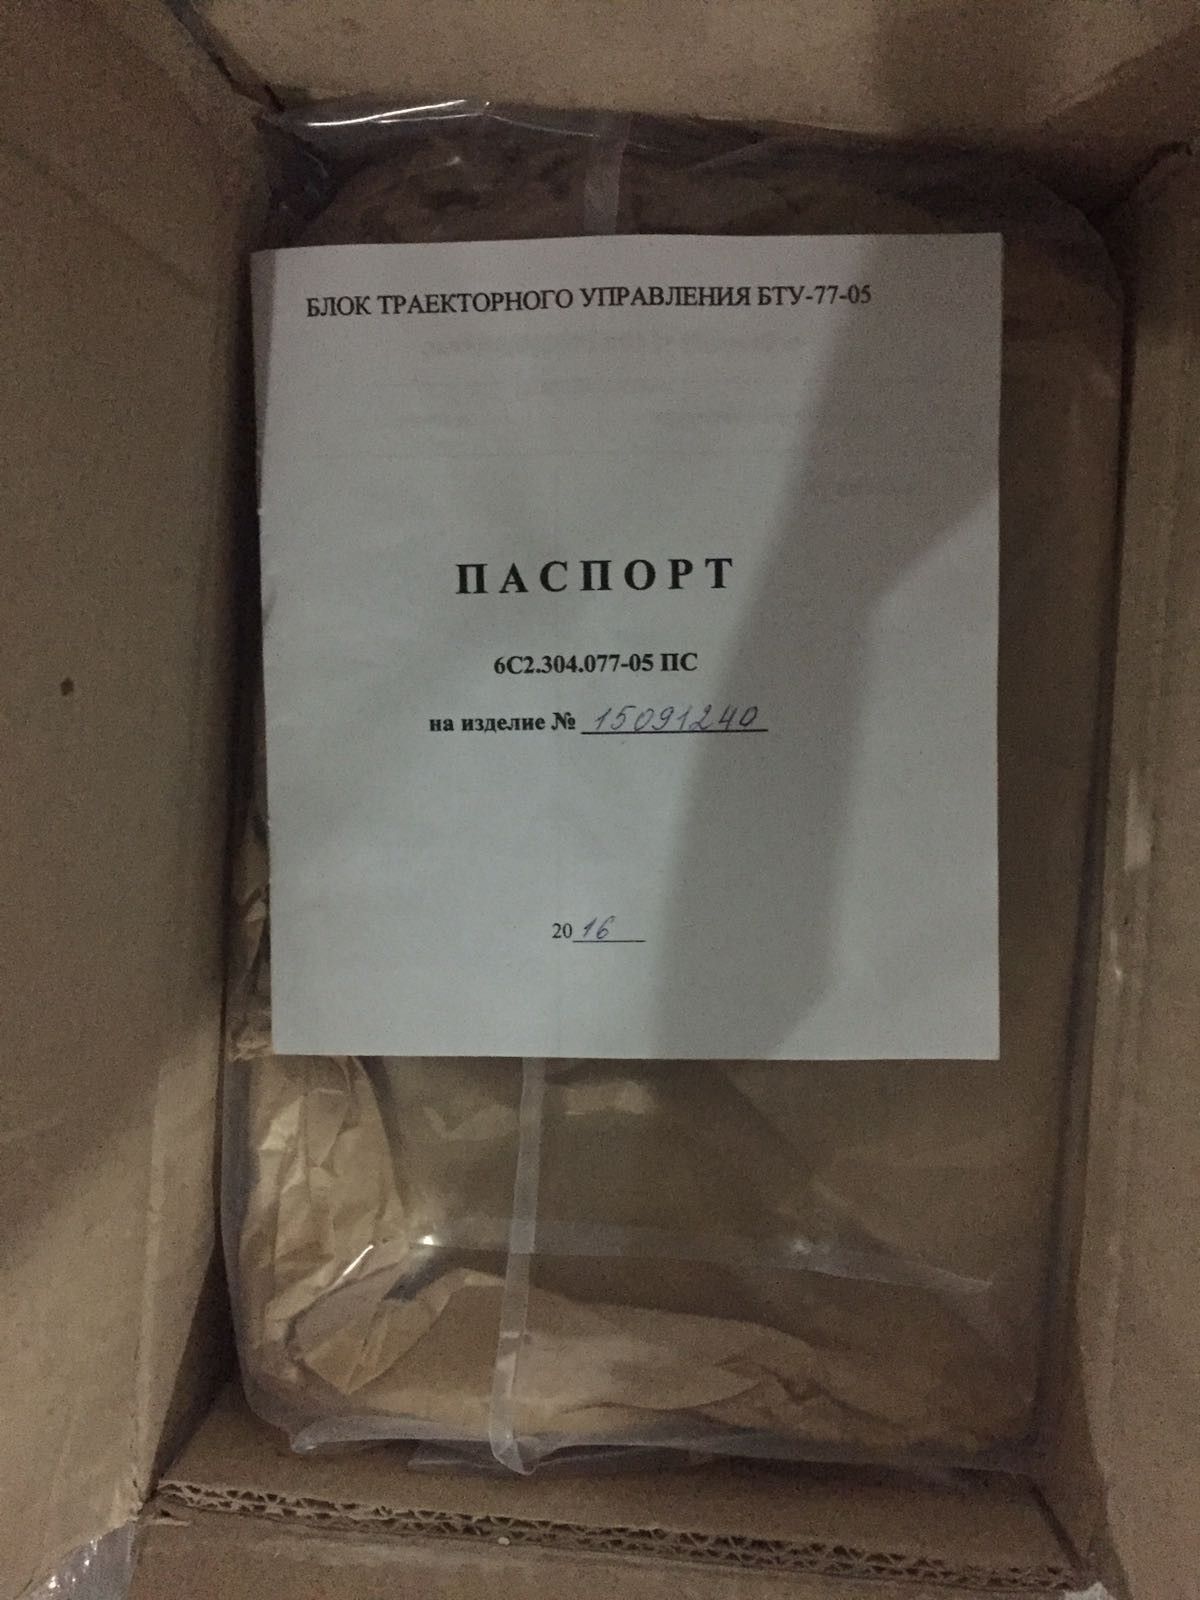 БЛОК ТРАЕКТОРНОГО УПРАВЛЕНИЯ БТУ-77-05
ПАСПОРТ
6С2.304.077-05 ПС
на изделие № 15091240
2016